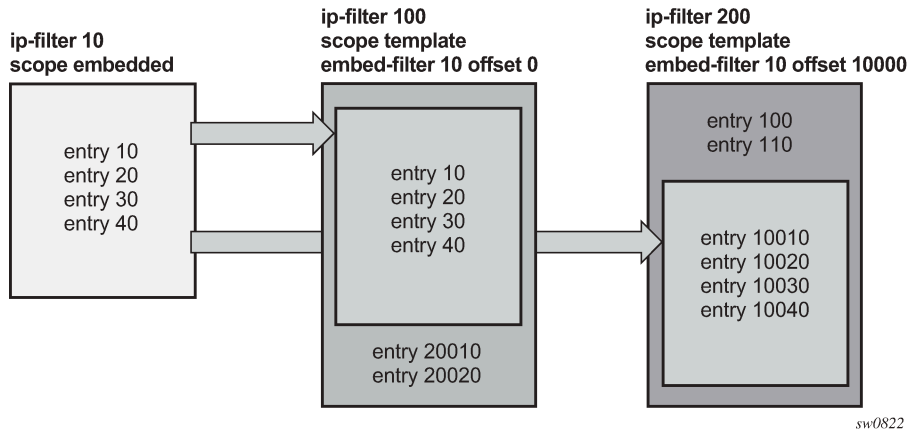 ip-filter 10
scope embedded
entry 10
entry 20
entry 30
entry 40
ip-filter 100
scope template
embed-filter 10 offset 0
entry 10
entry 20
entry 30
entry 40
entry 20010
entry 20020
ip-filter 200
scope template
embed-filter 10 offset 10000
entry 100
entry 110
entry 10010
entry 10020
entry 10030
entry 10040
sw0822